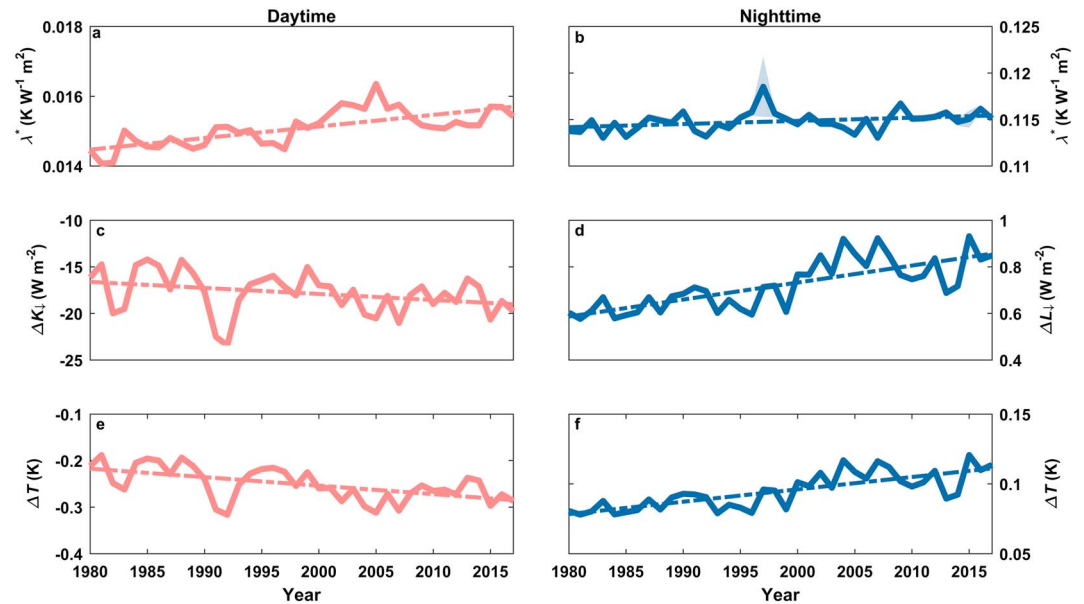 Daytime
Nighttime
a
0.018
0.016
0.014
λ* (K W⁻¹ m²)
b
0.125
0.12
0.115
0.11
λ* (K W⁻¹ m²)
c
-10
-15
-20
-25
ΔK↓ (W m⁻²)
d
1
0.8
0.6
0.4
ΔL↓ (W m⁻²)
e
-0.1
-0.2
-0.3
-0.4
ΔT (K)
f
0.15
0.1
0.05
ΔT (K)
1980 1985 1990 1995 2000 2005 2010 2015
Year
1980 1985 1990 1995 2000 2005 2010 2015
Year